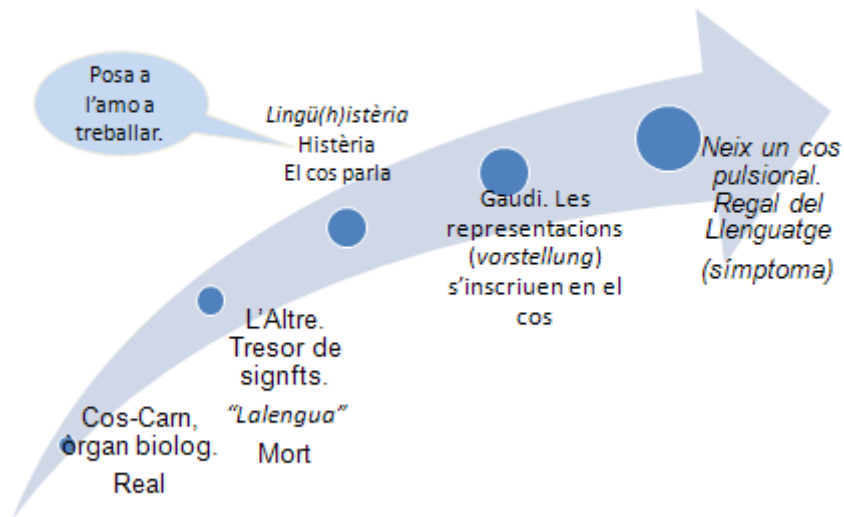 Posa a
l'amo a
treballar.
Lingü(h)istèria
Histèria
El cos parla
Neix un cos
pulsional.
Regal del
Llenguatge
(símptoma)
Gaudi. Les
representacions
(vorstellung)
s'inscriuen en el
cos
L'Altre.
Tresor de
signfts.
“Lalengua”
Mort
Cos-Carn,
òrgan biolog.
Real